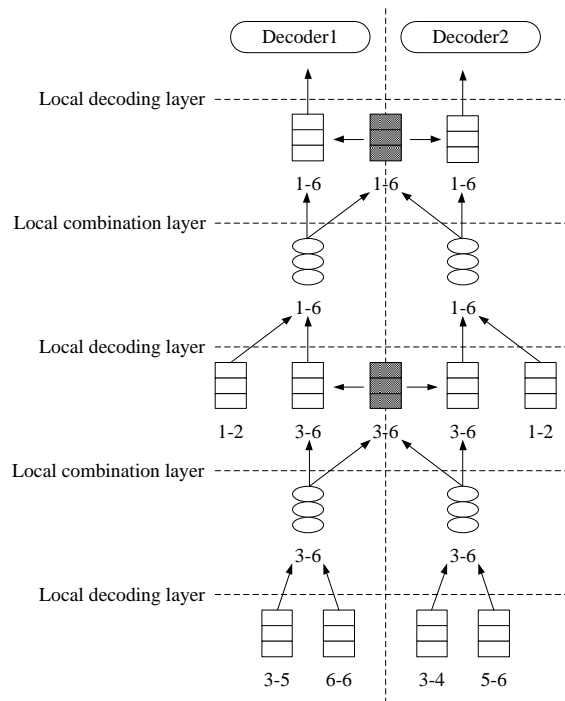 Decoder1 Decoder2
Local decoding layer
1-6 1-6 1-6
Local combination layer
1-6 1-6
Local decoding layer
1-2 3-6 3-6 3-6 1-2
Local combination layer
3-6 3-6
Local decoding layer
3-5 6-6 3-4 5-6